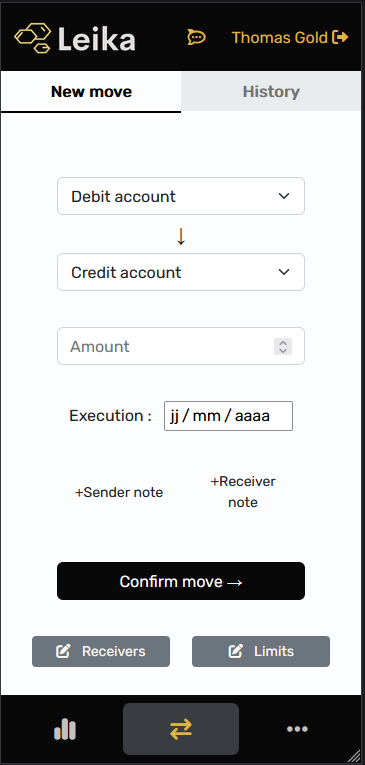 Leika
Thomas Gold
New move
History
Debit account
↓
Credit account
Amount
Execution :
jj / mm / aaaa
+Sender note
+Receiver
note
Confirm move →
Receivers
Limits